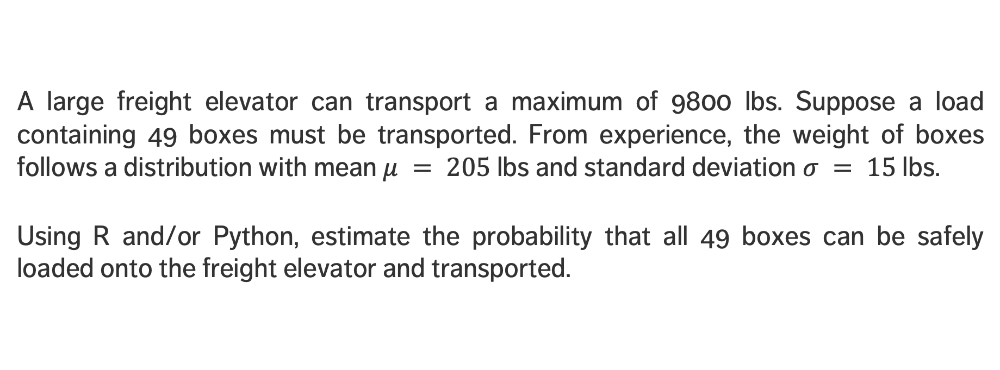 A large freight elevator can transport a maximum of 9800 lbs. Suppose a load
containing 49 boxes must be transported. From experience, the weight of boxes
follows a distribution with mean μ = 205 lbs and standard deviation σ = 15 lbs.
Using R and/or Python, estimate the probability that all 49 boxes can be safely
loaded onto the freight elevator and transported.